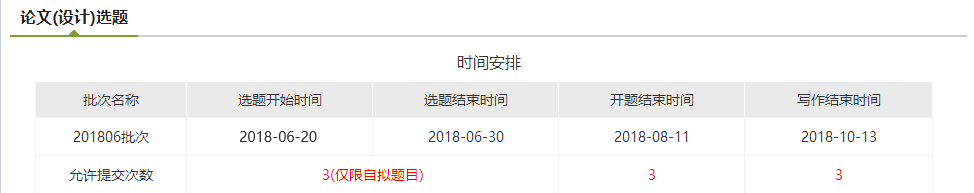 论文(设计)选题
时间安排
批次名称 选题开始时间 选题结束时间 开题结束时间 写作结束时间
201806批次 2018-06-20 2018-06-30 2018-08-11 2018-10-13
允许提交次数 3(仅限自拟题目) 3 3